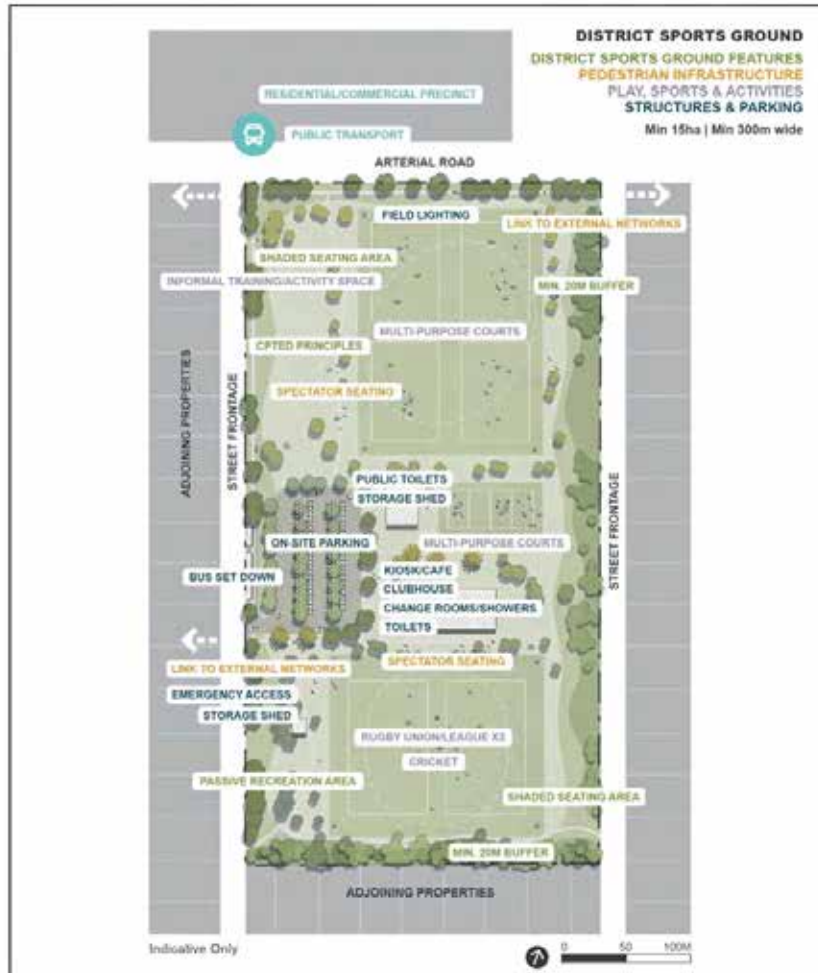 DISTRICT SPORTS GROUND
DISTRICT SPORTS GROUND FEATURES
PEDESTRIAN INFRASTRUCTURE
PLAY, SPORTS & ACTIVITIES
STRUCTURES & PARKING
Min 15ha | Min 300m wide
RESIDENTIAL/COMMERCIAL PRECINCT
PUBLIC TRANSPORT
ARTERIAL ROAD
FIELD LIGHTING
LINK TO EXTERNAL NETWORKS
SHADED SEATING AREA
INFORMAL TRAINING/ACTIVITY SPACE
MIN. 20M BUFFER
MULTI-PURPOSE COURTS
CPTED PRINCIPLES
SPECTATOR SEATING
ADJOINING PROPERTIES
STREET FRONTAGE
PUBLIC TOILETS
STORAGE SHED
STREET FRONTAGE
ON-SITE PARKING
MULTI-PURPOSE COURTS
BUS SET DOWN
KIOSK/CAFE
CLUBHOUSE
CHANGE ROOMS/SHOWERS
TOILETS
SPECTATOR SEATING
LINK TO EXTERNAL NETWORKS
EMERGENCY ACCESS
STORAGE SHED
RUGBY UNION/LEAGUE X2
CRICKET
PASSIVE RECREATION AREA
SHADED SEATING AREA
MIN. 20M BUFFER
ADJOINING PROPERTIES
Indicative Only
0 50 100M